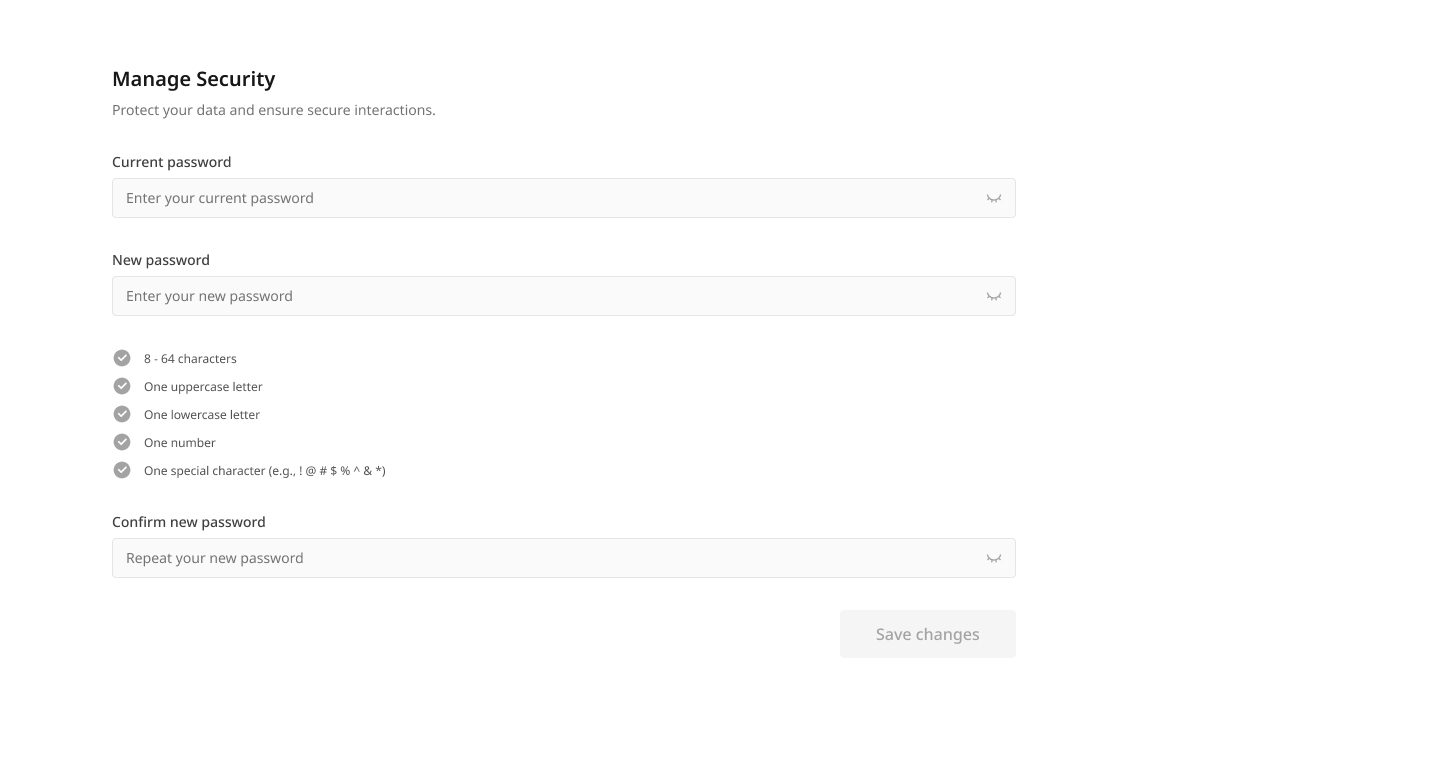 Manage Security
Protect your data and ensure secure interactions.
Current password
Enter your current password
New password
Enter your new password
8 - 64 characters
One uppercase letter
One lowercase letter
One number
One special character (e.g., ! @ # $ % ^ & *)
Confirm new password
Repeat your new password
Save changes